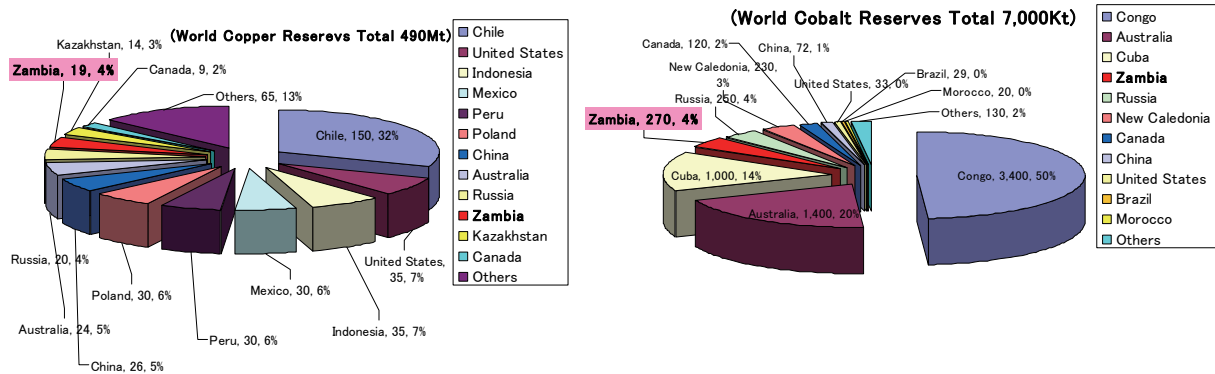 (World Copper Reserevs Total 490Mt)
Kazakhstan, 14, 3%
Zambia, 19, 4%
Canada, 9, 2%
Others, 65, 13%
Chile, 150, 32%
Russia, 20, 4%
United States,
35, 7%
Poland, 30, 6%
Mexico, 30, 6%
Australia, 24, 5%
Indonesia, 35, 7%
Peru, 30, 6%
China, 26, 5%
Chile
United States
Indonesia
Mexico
Peru
Poland
China
Australia
Russia
Zambia
Kazakhstan
Canada
Others
(World Cobalt Reserves Total 7,000Kt)
Canada, 120, 2%
China, 72, 1%
New Caledonia, 230,
3%
United States, 33, 0%
Brazil, 29, 0%
Morocco, 20, 0%
Russia, 250, 4%
Others, 130, 2%
Zambia, 270, 4%
Cuba, 1,000, 14%
Congo, 3,400, 50%
Australia, 1,400, 20%
Congo
Australia
Cuba
Zambia
Russia
New Caledonia
Canada
China
United States
Brazil
Morocco
Others